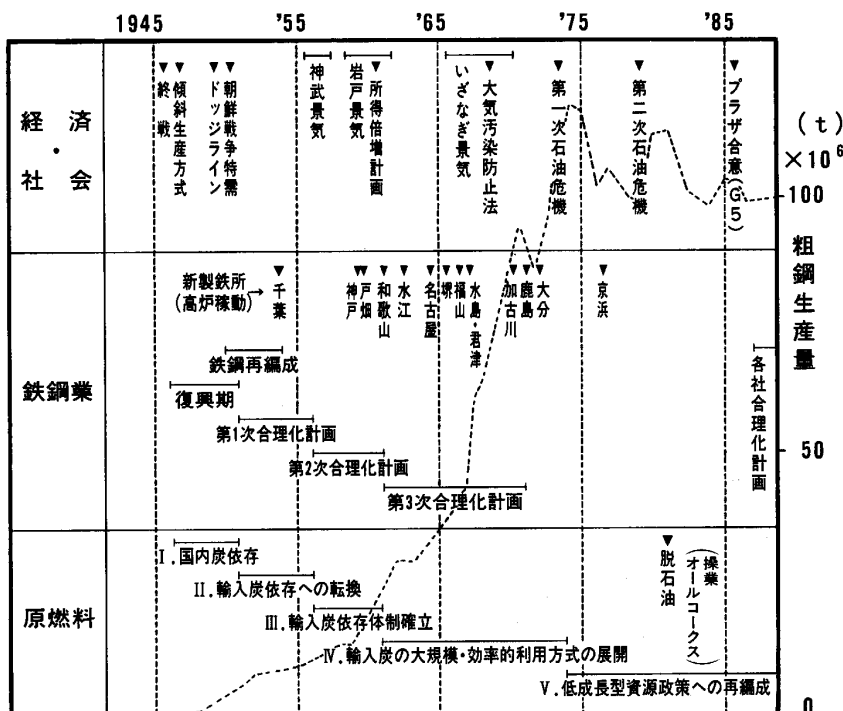 1945 '55 '65 '75 '85
経済・社会
終戦
傾斜生産方式
ドッジライン
朝鮮戦争特需
神武景気
岩戸景気
所得倍増計画
いざなぎ景気
大気汚染防止法
第一次石油危機
第二次石油危機
プラザ合意(G5)
(t)
×10⁶
100
粗鋼生産量
50
0
鉄鋼業
新製鉄所
(高炉稼動)→
千葉
神戸
戸畑
和歌山
水江
名古屋
堺
福山
水島・君津
加古川
鹿島
大分
京浜
鉄鋼再編成
復興期
第1次合理化計画
第2次合理化計画
第3次合理化計画
各社合理化計画
原燃料
Ⅰ.国内炭依存
Ⅱ.輸入炭依存への転換
Ⅲ.輸入炭依存体制確立
Ⅳ.輸入炭の大規模・効率的利用方式の展開
Ⅴ.低成長型資源政策への再編成
脱石油
(オールコークス
操業)